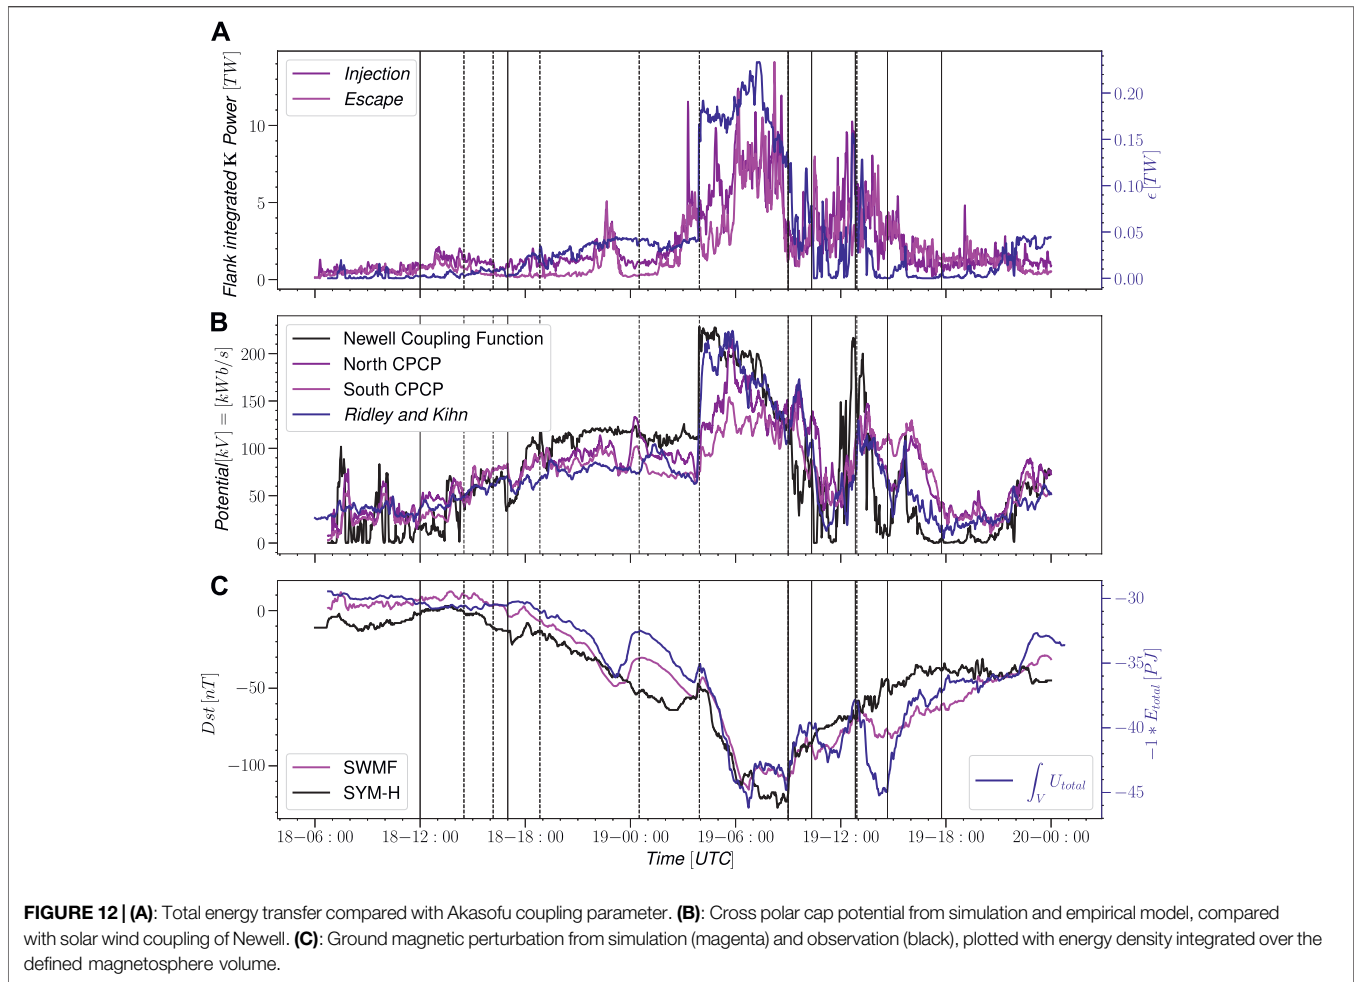 A
Flank integrated K Power [TW]
Injection
Escape
10
5
0
0.20
0.15
0.10
0.05
0.00
ϵ [TW]
B
Potential[kV] = [kWb/s]
Newell Coupling Function
North CPCP
South CPCP
Ridley and Kihn
200
150
100
50
0
C
Dst [nT]
0
−50
−100
SWMF
SYM-H
∫_V U_total
−30
−35
−40
−45
−1 * E_total [PJ]
18−06 : 00 18−12 : 00 18−18 : 00 19−00 : 00 19−06 : 00 19−12 : 00 19−18 : 00 20−00 : 00
Time [UTC]
FIGURE 12 | (A): Total energy transfer compared with Akasofu coupling parameter. (B): Cross polar cap potential from simulation and empirical model, compared
with solar wind coupling of Newell. (C): Ground magnetic perturbation from simulation (magenta) and observation (black), plotted with energy density integrated over the
defined magnetosphere volume.